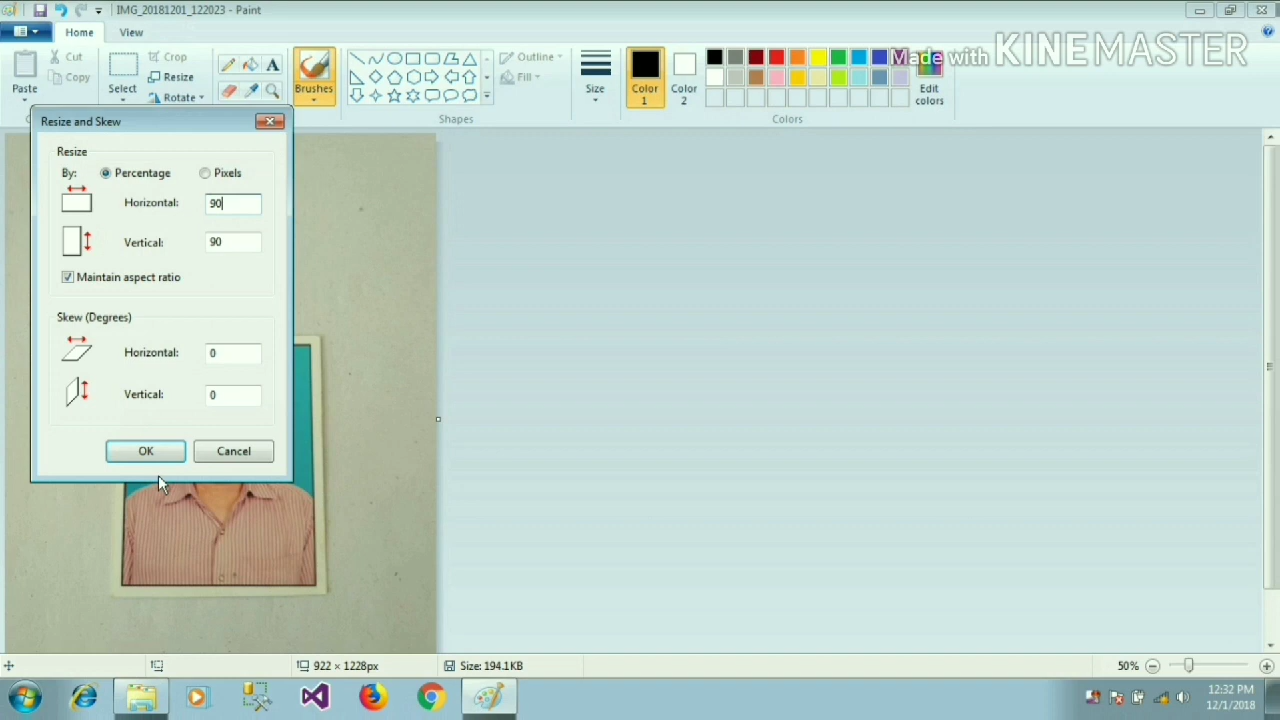 IMG_20181201_122023 - Paint
Home View
Made with KINEMASTER
Paste
Cut
Copy
Select
Crop
Resize
Rotate
Brushes
Outline
Fill
Shapes
Size
Color 1
Color 2
Edit colors
Colors
Resize and Skew
Resize
By: Percentage Pixels
Horizontal: 90
Vertical: 90
Maintain aspect ratio
Skew (Degrees)
Horizontal: 0
Vertical: 0
OK Cancel
922 × 1228px Size: 194.1KB 50%
12:32 PM
12/1/2018